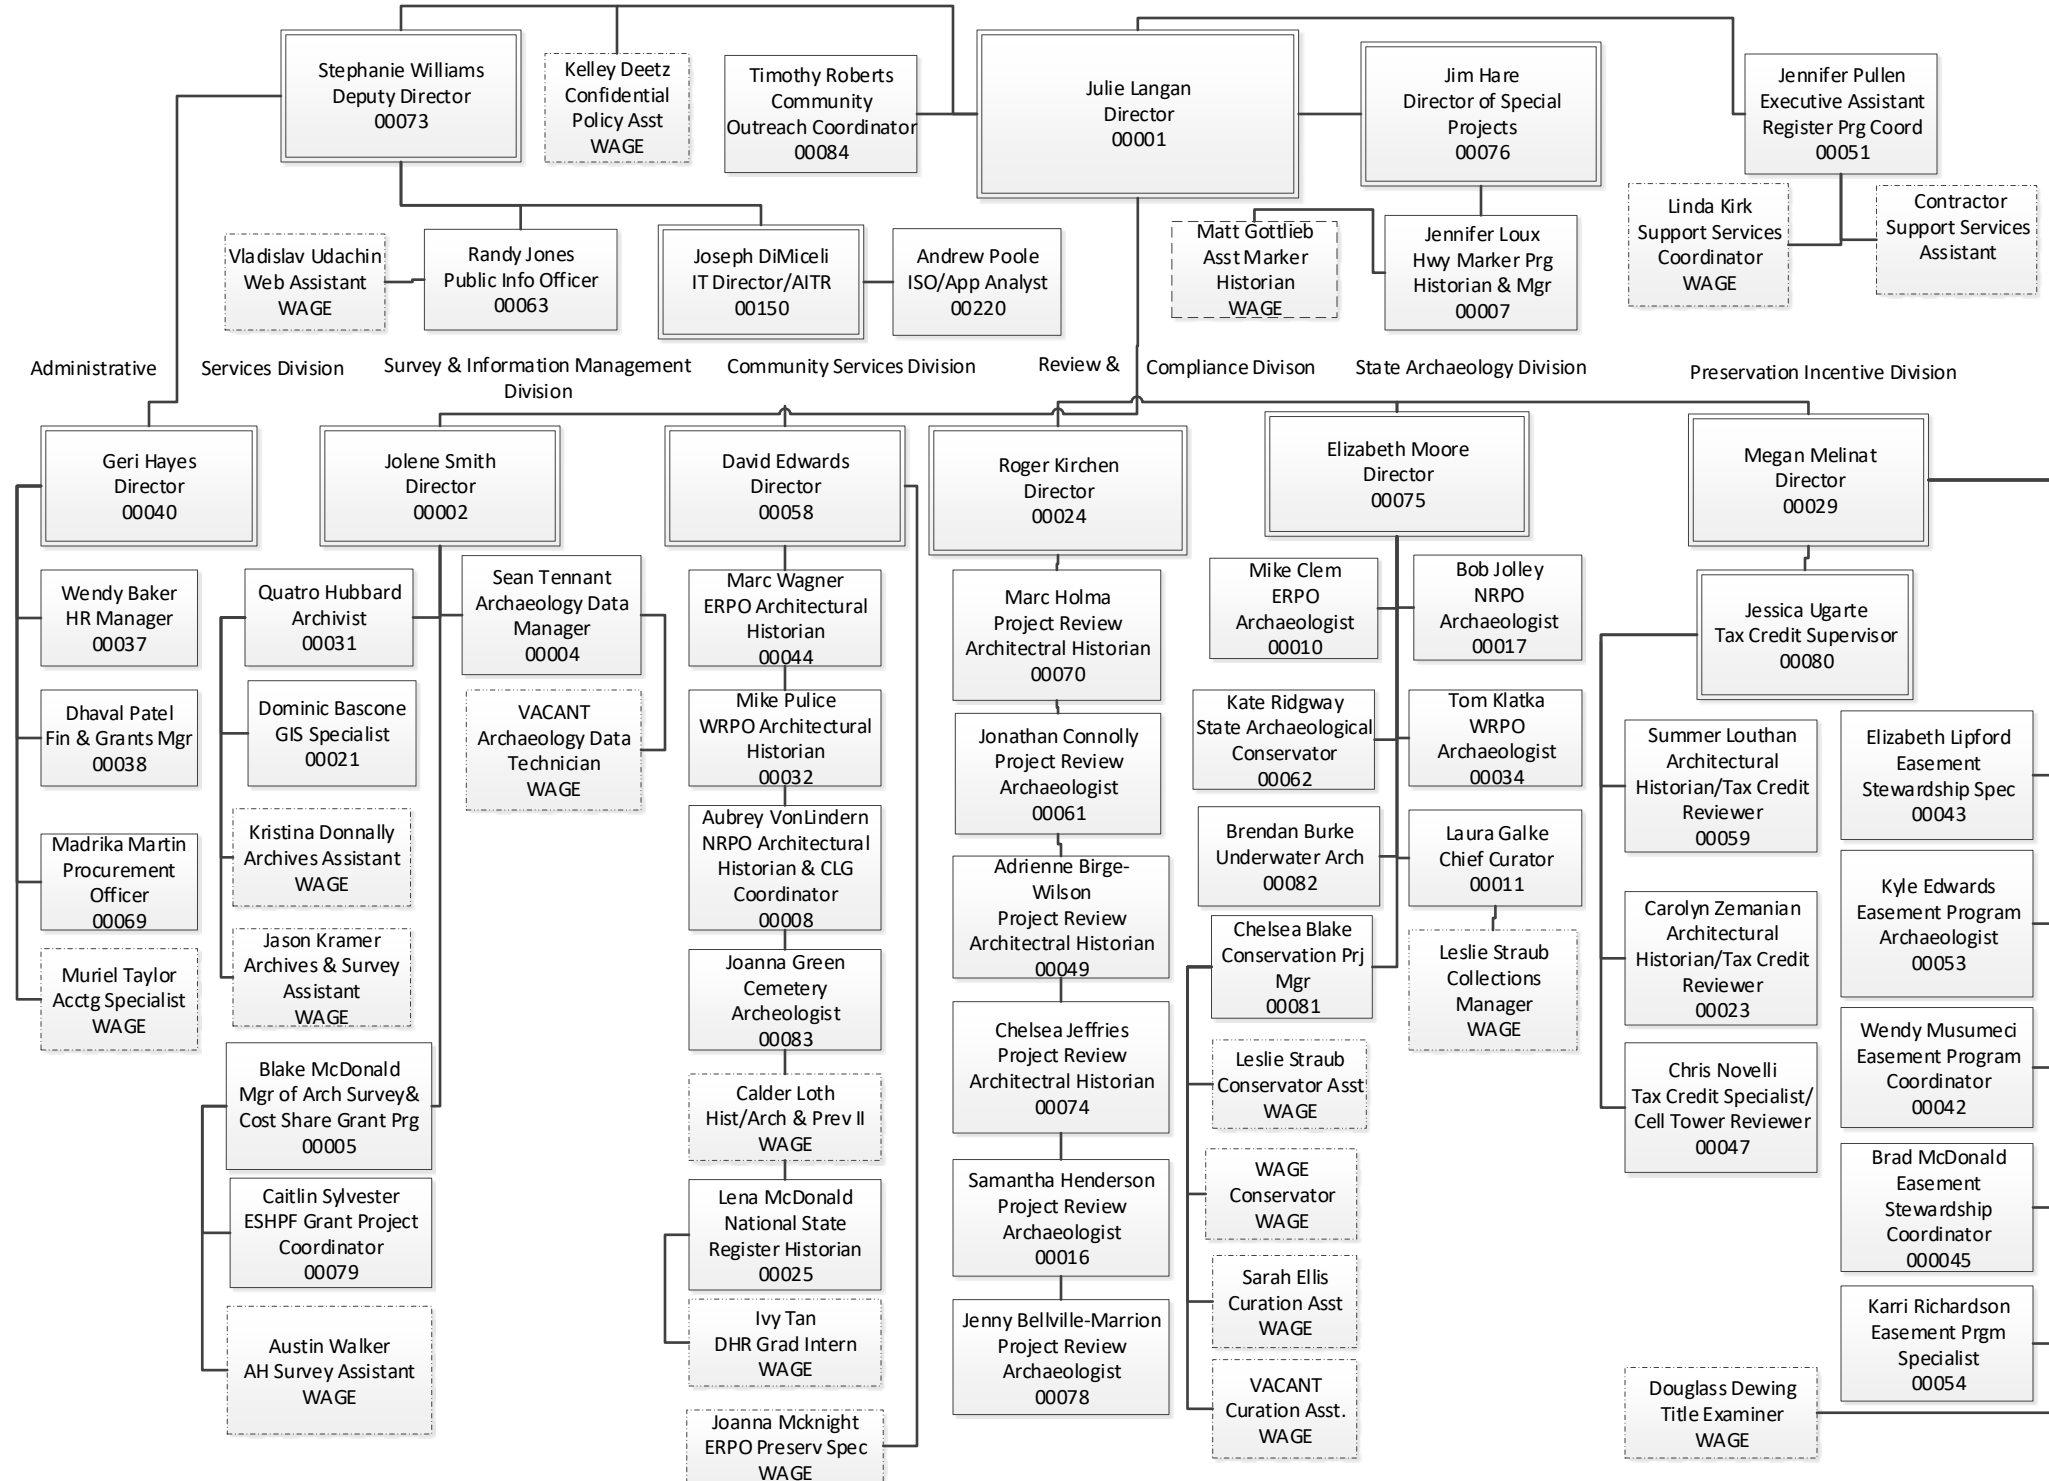 Stephanie Williams
Deputy Director
00073
Kelley Deetz
Confidential
Policy Asst
WAGE
Timothy Roberts
Community
Outreach Coordinator
00084
Julie Langan
Director
00001
Jim Hare
Director of Special
Projects
00076
Jennifer Pullen
Executive Assistant
Register Prg Coord
00051
Vladislav Udachin
Web Assistant
WAGE
Randy Jones
Public Info Officer
00063
Joseph DiMiceli
IT Director/AITR
00150
Andrew Poole
ISO/App Analyst
00220
Matt Gottlieb
Asst Marker
Historian
WAGE
Jennifer Loux
Hwy Marker Prg
Historian & Mgr
00007
Linda Kirk
Support Services
Coordinator
WAGE
Contractor
Support Services
Assistant
Administrative Services Division
Survey & Information Management
Division
Community Services Division
Review & Compliance Divison
State Archaeology Division
Preservation Incentive Division
Geri Hayes
Director
00040
Jolene Smith
Director
00002
David Edwards
Director
00058
Roger Kirchen
Director
00024
Elizabeth Moore
Director
00075
Megan Melinat
Director
00029
Wendy Baker
HR Manager
00037
Dhaval Patel
Fin & Grants Mgr
00038
Madrika Martin
Procurement
Officer
00069
Muriel Taylor
Acctg Specialist
WAGE
Quatro Hubbard
Archivist
00031
Dominic Bascone
GIS Specialist
00021
Kristina Donnally
Archives Assistant
WAGE
Jason Kramer
Archives & Survey
Assistant
WAGE
Blake McDonald
Mgr of Arch Survey&
Cost Share Grant Prg
00005
Caitlin Sylvester
ESHPF Grant Project
Coordinator
00079
Austin Walker
AH Survey Assistant
WAGE
Sean Tennant
Archaeology Data
Manager
00004
VACANT
Archaeology Data
Technician
WAGE
Marc Wagner
ERPO Architectural
Historian
00044
Mike Pulice
WRPO Architectural
Historian
00032
Aubrey VonLindern
NRPO Architectural
Historian & CLG
Coordinator
00008
Joanna Green
Cemetery
Archeologist
00083
Calder Loth
Hist/Arch & Prev II
WAGE
Lena McDonald
National State
Register Historian
00025
Ivy Tan
DHR Grad Intern
WAGE
Joanna Mcknight
ERPO Preserv Spec
WAGE
Marc Holma
Project Review
Architectral Historian
00070
Jonathan Connolly
Project Review
Archaeologist
00061
Adrienne Birge-
Wilson
Project Review
Architectral Historian
00049
Chelsea Jeffries
Project Review
Architectral Historian
00074
Samantha Henderson
Project Review
Archaeologist
00016
Jenny Bellville-Marrion
Project Review
Archaeologist
00078
Mike Clem
ERPO
Archaeologist
00010
Bob Jolley
NRPO
Archaeologist
00017
Kate Ridgway
State Archaeological
Conservator
00062
Tom Klatka
WRPO
Archaeologist
00034
Brendan Burke
Underwater Arch
00082
Laura Galke
Chief Curator
00011
Chelsea Blake
Conservation Prj
Mgr
00081
Leslie Straub
Collections
Manager
WAGE
Leslie Straub
Conservator Asst
WAGE
WAGE
Conservator
WAGE
Sarah Ellis
Curation Asst
WAGE
VACANT
Curation Asst.
WAGE
Jessica Ugarte
Tax Credit Supervisor
00080
Summer Louthan
Architectural
Historian/Tax Credit
Reviewer
00059
Carolyn Zemanian
Architectural
Historian/Tax Credit
Reviewer
00023
Chris Novelli
Tax Credit Specialist/
Cell Tower Reviewer
00047
Elizabeth Lipford
Easement
Stewardship Spec
00043
Kyle Edwards
Easement Program
Archaeologist
00053
Wendy Musumeci
Easement Program
Coordinator
00042
Brad McDonald
Easement
Stewardship
Coordinator
000045
Karri Richardson
Easement Prgm
Specialist
00054
Douglass Dewing
Title Examiner
WAGE